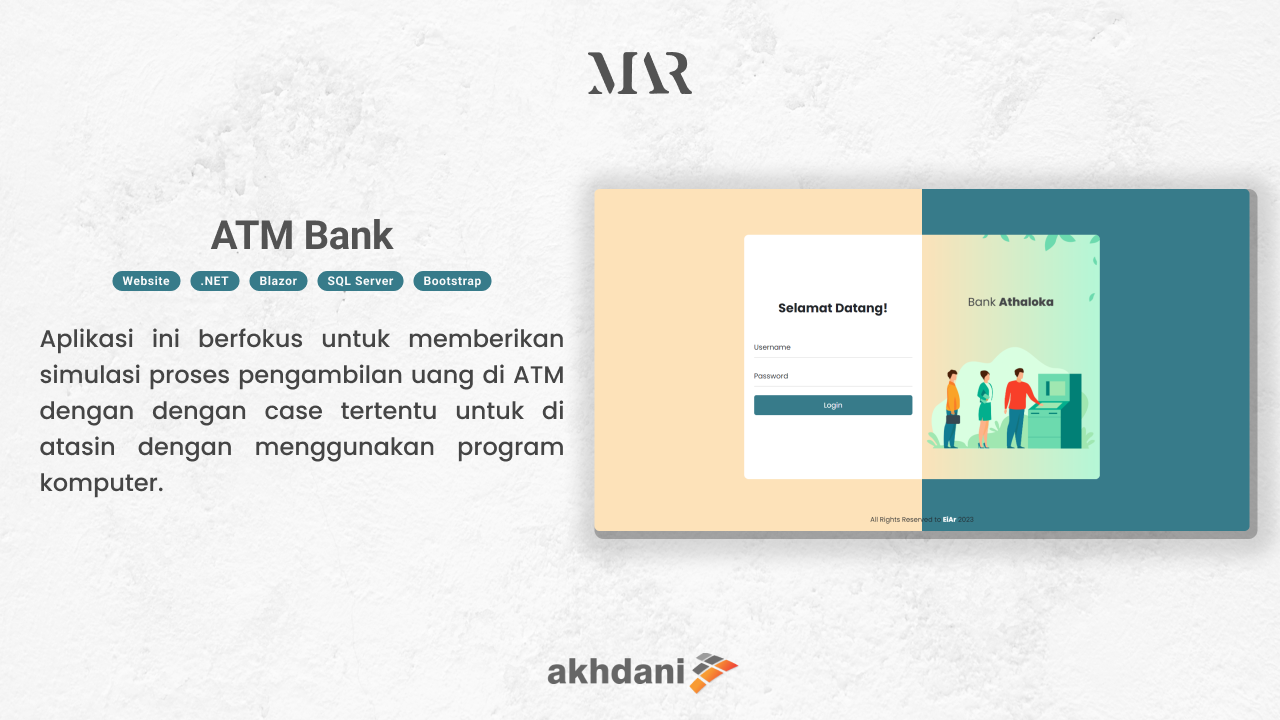 MAR
ATM Bank
Website .NET Blazor SQL Server Bootstrap
Aplikasi ini berfokus untuk memberikan
simulasi proses pengambilan uang di ATM
dengan dengan case tertentu untuk di
atasin dengan menggunakan program
komputer.
Selamat Datang!
Username
Password
Login
Bank Athaloka
All Rights Reserved to ElAr 2023
akhdani